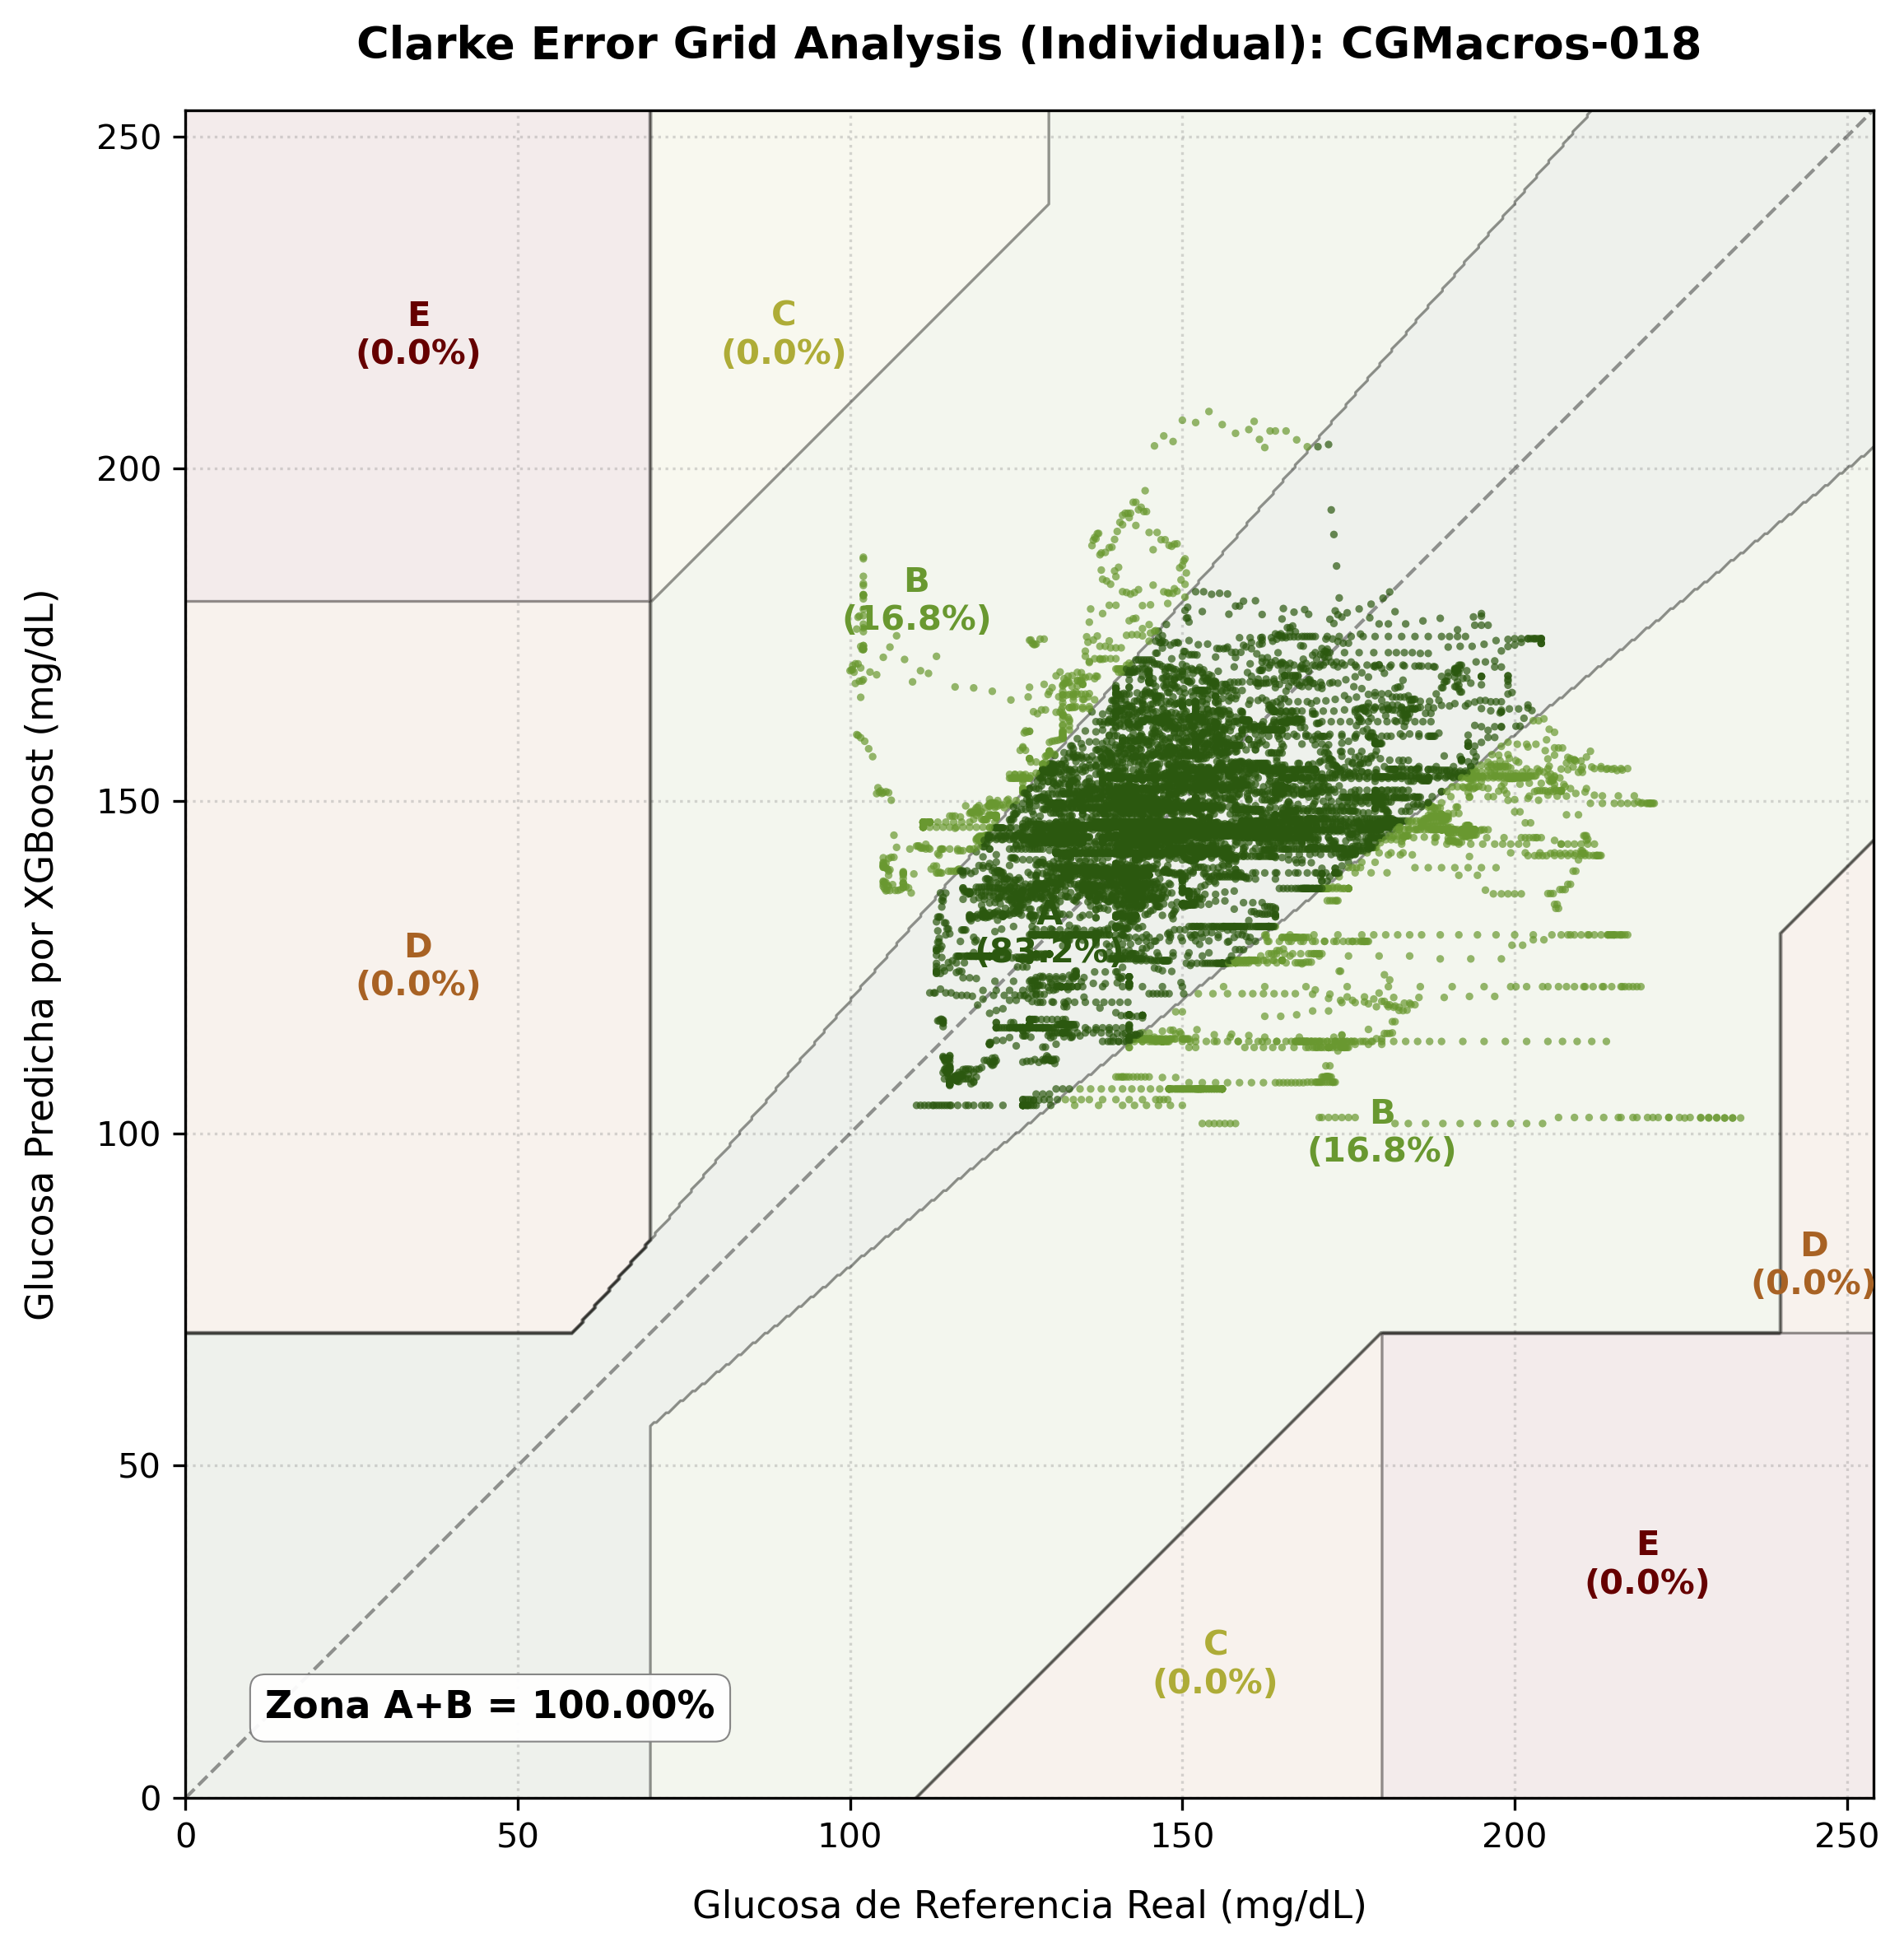 Clarke Error Grid Analysis (Individual): CGMacros-018
Glucosa Predicha por XGBoost (mg/dL)
250
200
150
100
50
0
E
(0.0%)
C
(0.0%)
B
(16.8%)
D
(0.0%)
A
(83.2%)
B
(16.8%)
D
(0.0%)
E
(0.0%)
C
(0.0%)
Zona A+B = 100.00%
0
50
100
150
200
250
Glucosa de Referencia Real (mg/dL)